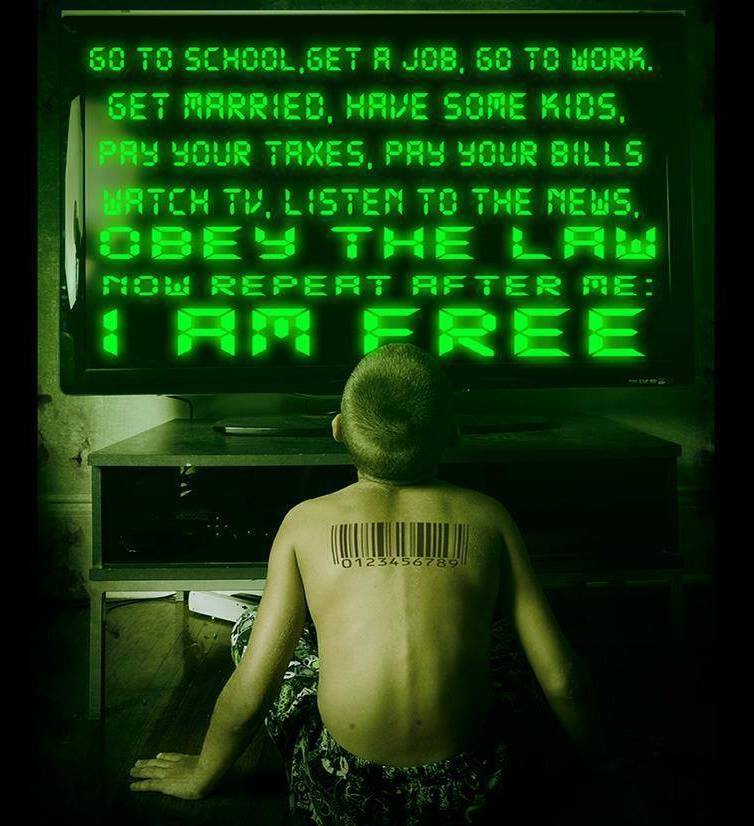 GO TO SCHOOL,GET A JOB, GO TO WORK.
GET MARRIED, HAVE SOME KIDS,
PAY YOUR TAXES, PAY YOUR BILLS
WATCH TV, LISTEN TO THE NEWS,
OBEY THE LAW
NOW REPEAT AFTER ME:
I AM FREE
0123456789